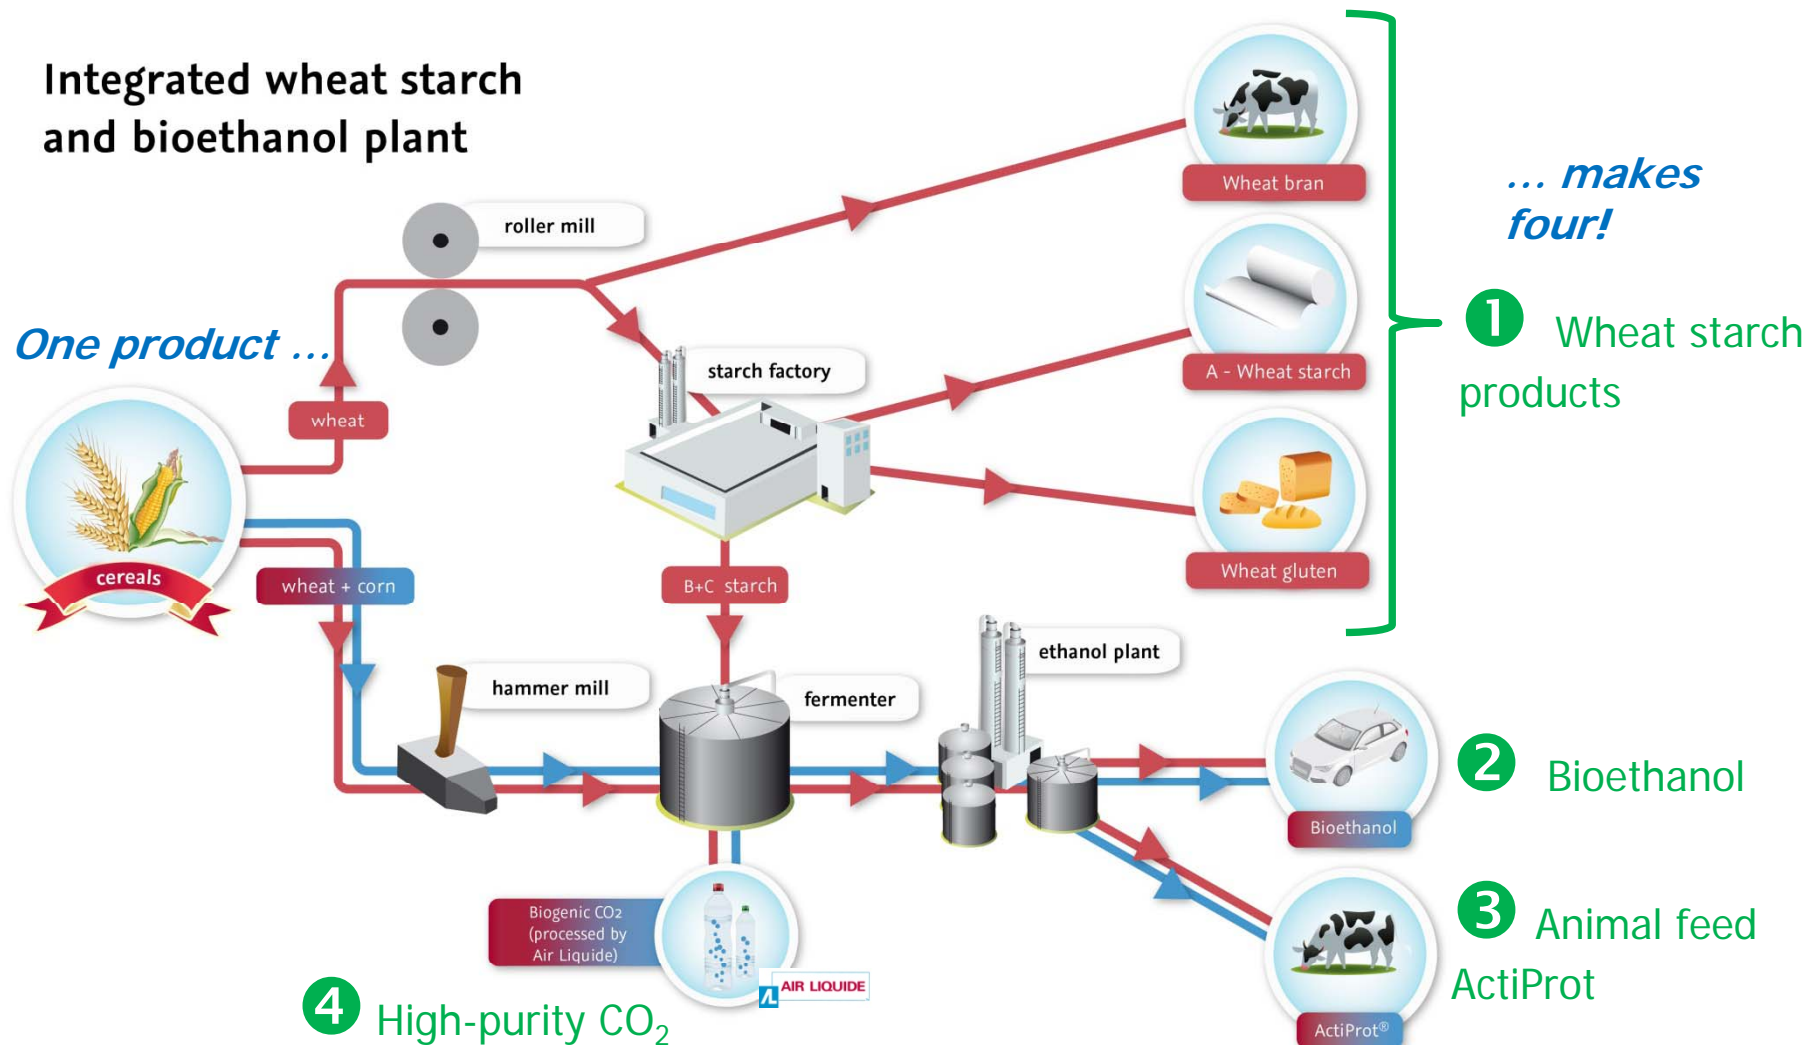 Integrated wheat starch
and bioethanol plant
Wheat bran
... makes
four!
roller mill
One product ...
A - Wheat starch
❶ Wheat starch
products
starch factory
wheat
Wheat gluten
cereals
wheat + corn
B+C starch
ethanol plant
hammer mill
fermenter
Bioethanol
❷ Bioethanol
Biogenic CO2
(processed by
Air Liquide)
AL AIR LIQUIDE
❸ Animal feed
ActiProt
ActiProt®
❹ High-purity CO₂